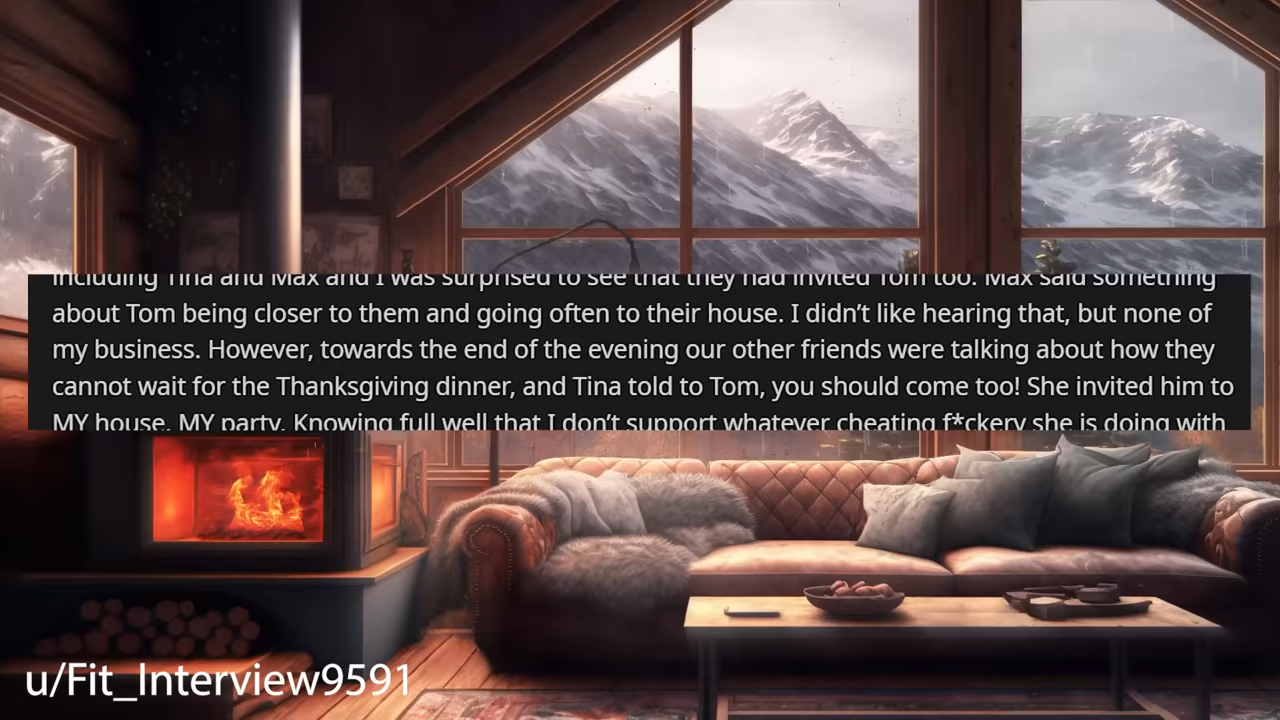 including Tina and Max and I was surprised to see that they had invited Tom too. Max said something
about Tom being closer to them and going often to their house. I didn’t like hearing that, but none of
my business. However, towards the end of the evening our other friends were talking about how they
cannot wait for the Thanksgiving dinner, and Tina told to Tom, you should come too! She invited him to
MY house, MY party. Knowing full well that I don’t support whatever cheating f*ckery she is doing with
u/Fit_Interview9591